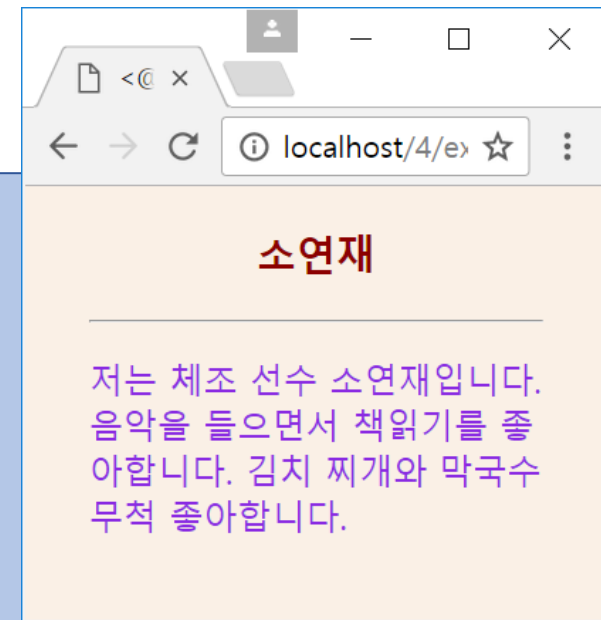 <@
localhost/4/ex
소연재
저는 체조 선수 소연재입니다.
음악을 들으면서 책읽기를 좋
아합니다. 김치 찌개와 막국수
무척 좋아합니다.